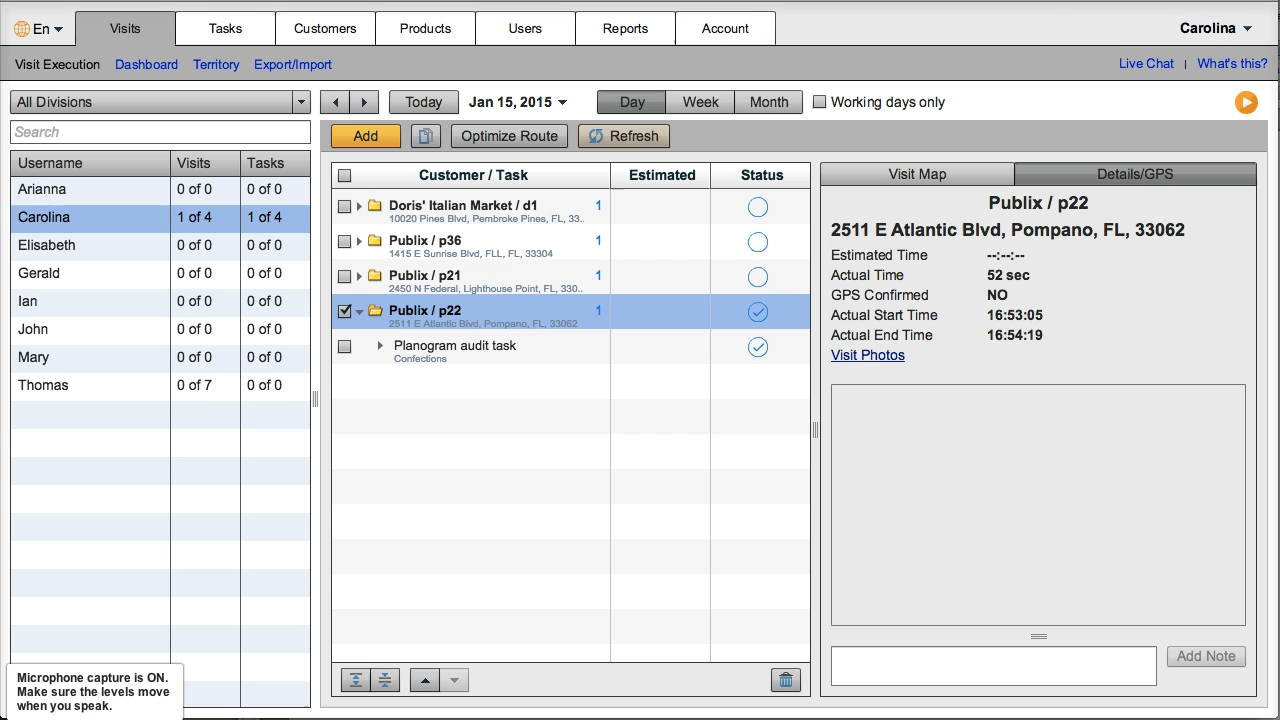 En
Visits
Tasks
Customers
Products
Users
Reports
Account
Carolina
Visit Execution
Dashboard
Territory
Export/Import
Live Chat | What's this?
All Divisions
Today
Jan 15, 2015
Day
Week
Month
Working days only
Search
Add
Optimize Route
Refresh
Username Visits Tasks
Arianna 0 of 0 0 of 0
Carolina 1 of 4 1 of 4
Elisabeth 0 of 0 0 of 0
Gerald 0 of 0 0 of 0
Ian 0 of 0 0 of 0
John 0 of 0 0 of 0
Mary 0 of 0 0 of 0
Thomas 0 of 7 0 of 0
Customer / Task Estimated Status
Doris' Italian Market / d1 1
10020 Pines Blvd, Pembroke Pines, FL, 33..
Publix / p36 1
1415 E Sunrise Blvd, FLL, FL, 33304
Publix / p21 1
2450 N Federal, Lighthouse Point, FL, 330..
Publix / p22 1
2511 E Atlantic Blvd, Pompano, FL, 33062
Planogram audit task
Confections
Visit Map
Details/GPS
Publix / p22
2511 E Atlantic Blvd, Pompano, FL, 33062
Estimated Time --:--:--
Actual Time 52 sec
GPS Confirmed NO
Actual Start Time 16:53:05
Actual End Time 16:54:19
Visit Photos
Add Note
Microphone capture is ON.
Make sure the levels move
when you speak.